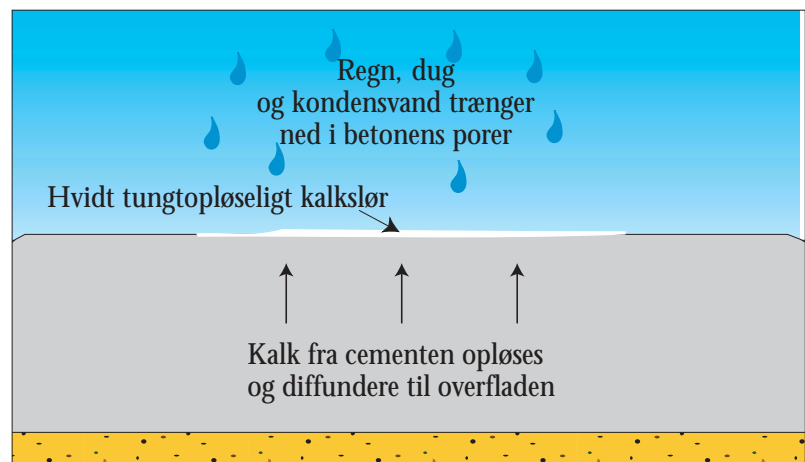 Regn, dug
og kondensvand trænger
ned i betonens porer
Hvidt tungtopløseligt kalkslør
Kalk fra cementen opløses
og diffundere til overfladen